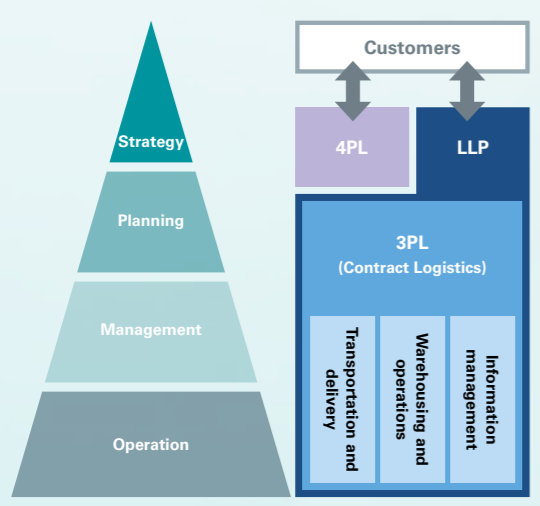 Strategy
Planning
Management
Operation
Customers
4PL
LLP
3PL
(Contract Logistics)
Transportation and
delivery
Warehousing and
operations
Information
management